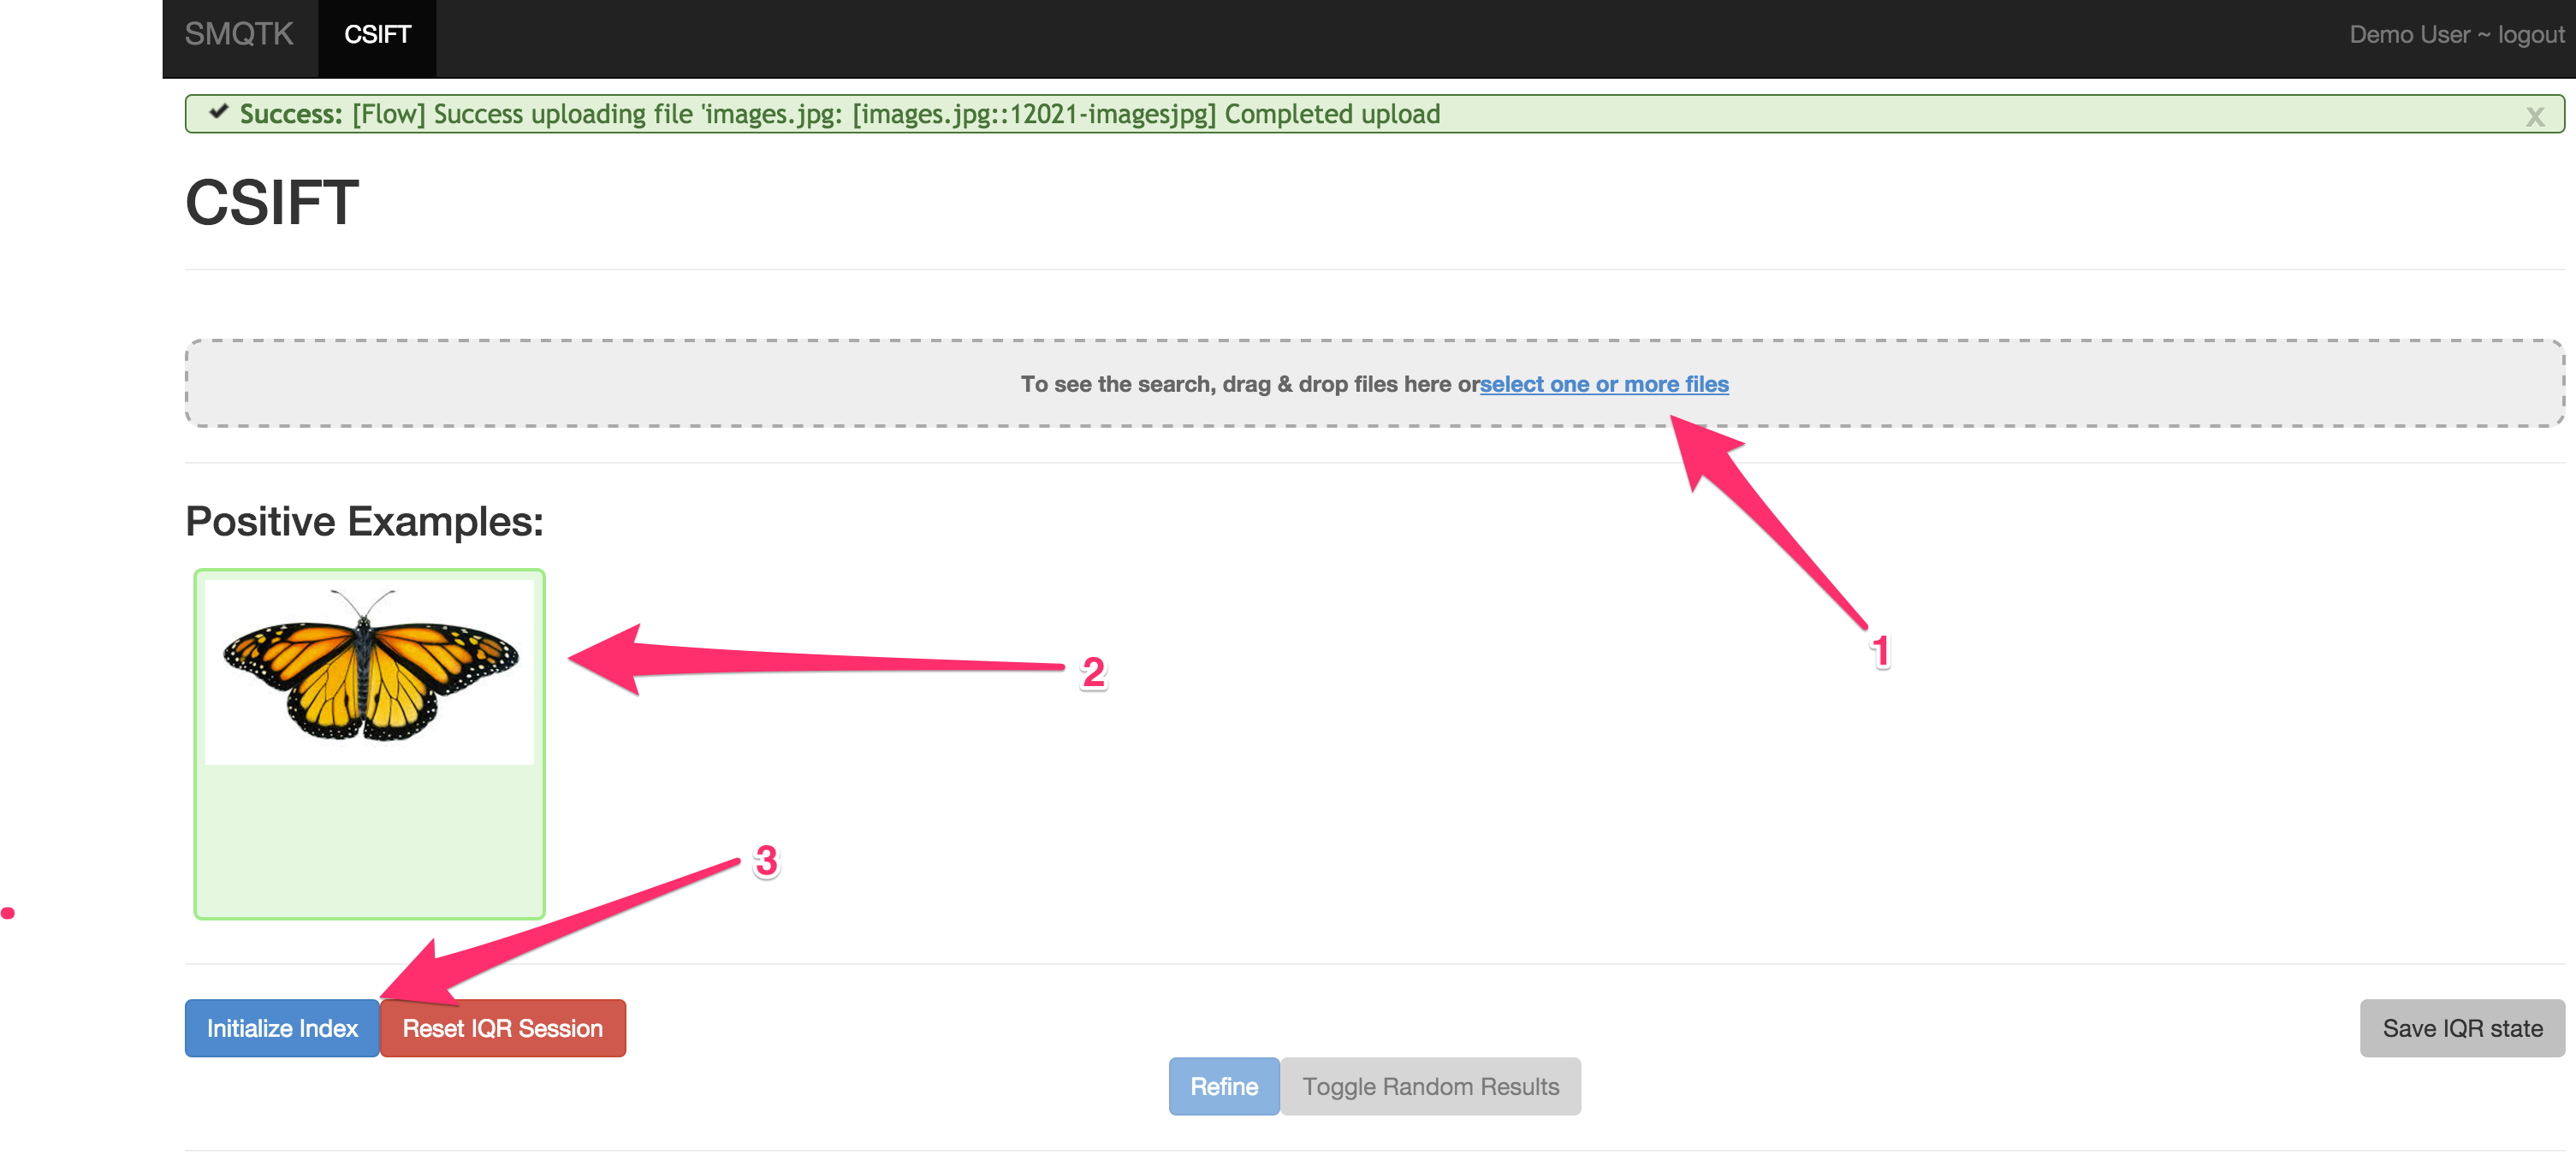 SMQTK CSIFT Demo User ~ logout
Success: [Flow] Success uploading file 'images.jpg: [images.jpg::12021-imagesjpg] Completed upload x
CSIFT
To see the search, drag & drop files here orselect one or more files
1
Positive Examples:
2
3
Initialize Index Reset IQR Session Save IQR state
Refine Toggle Random Results